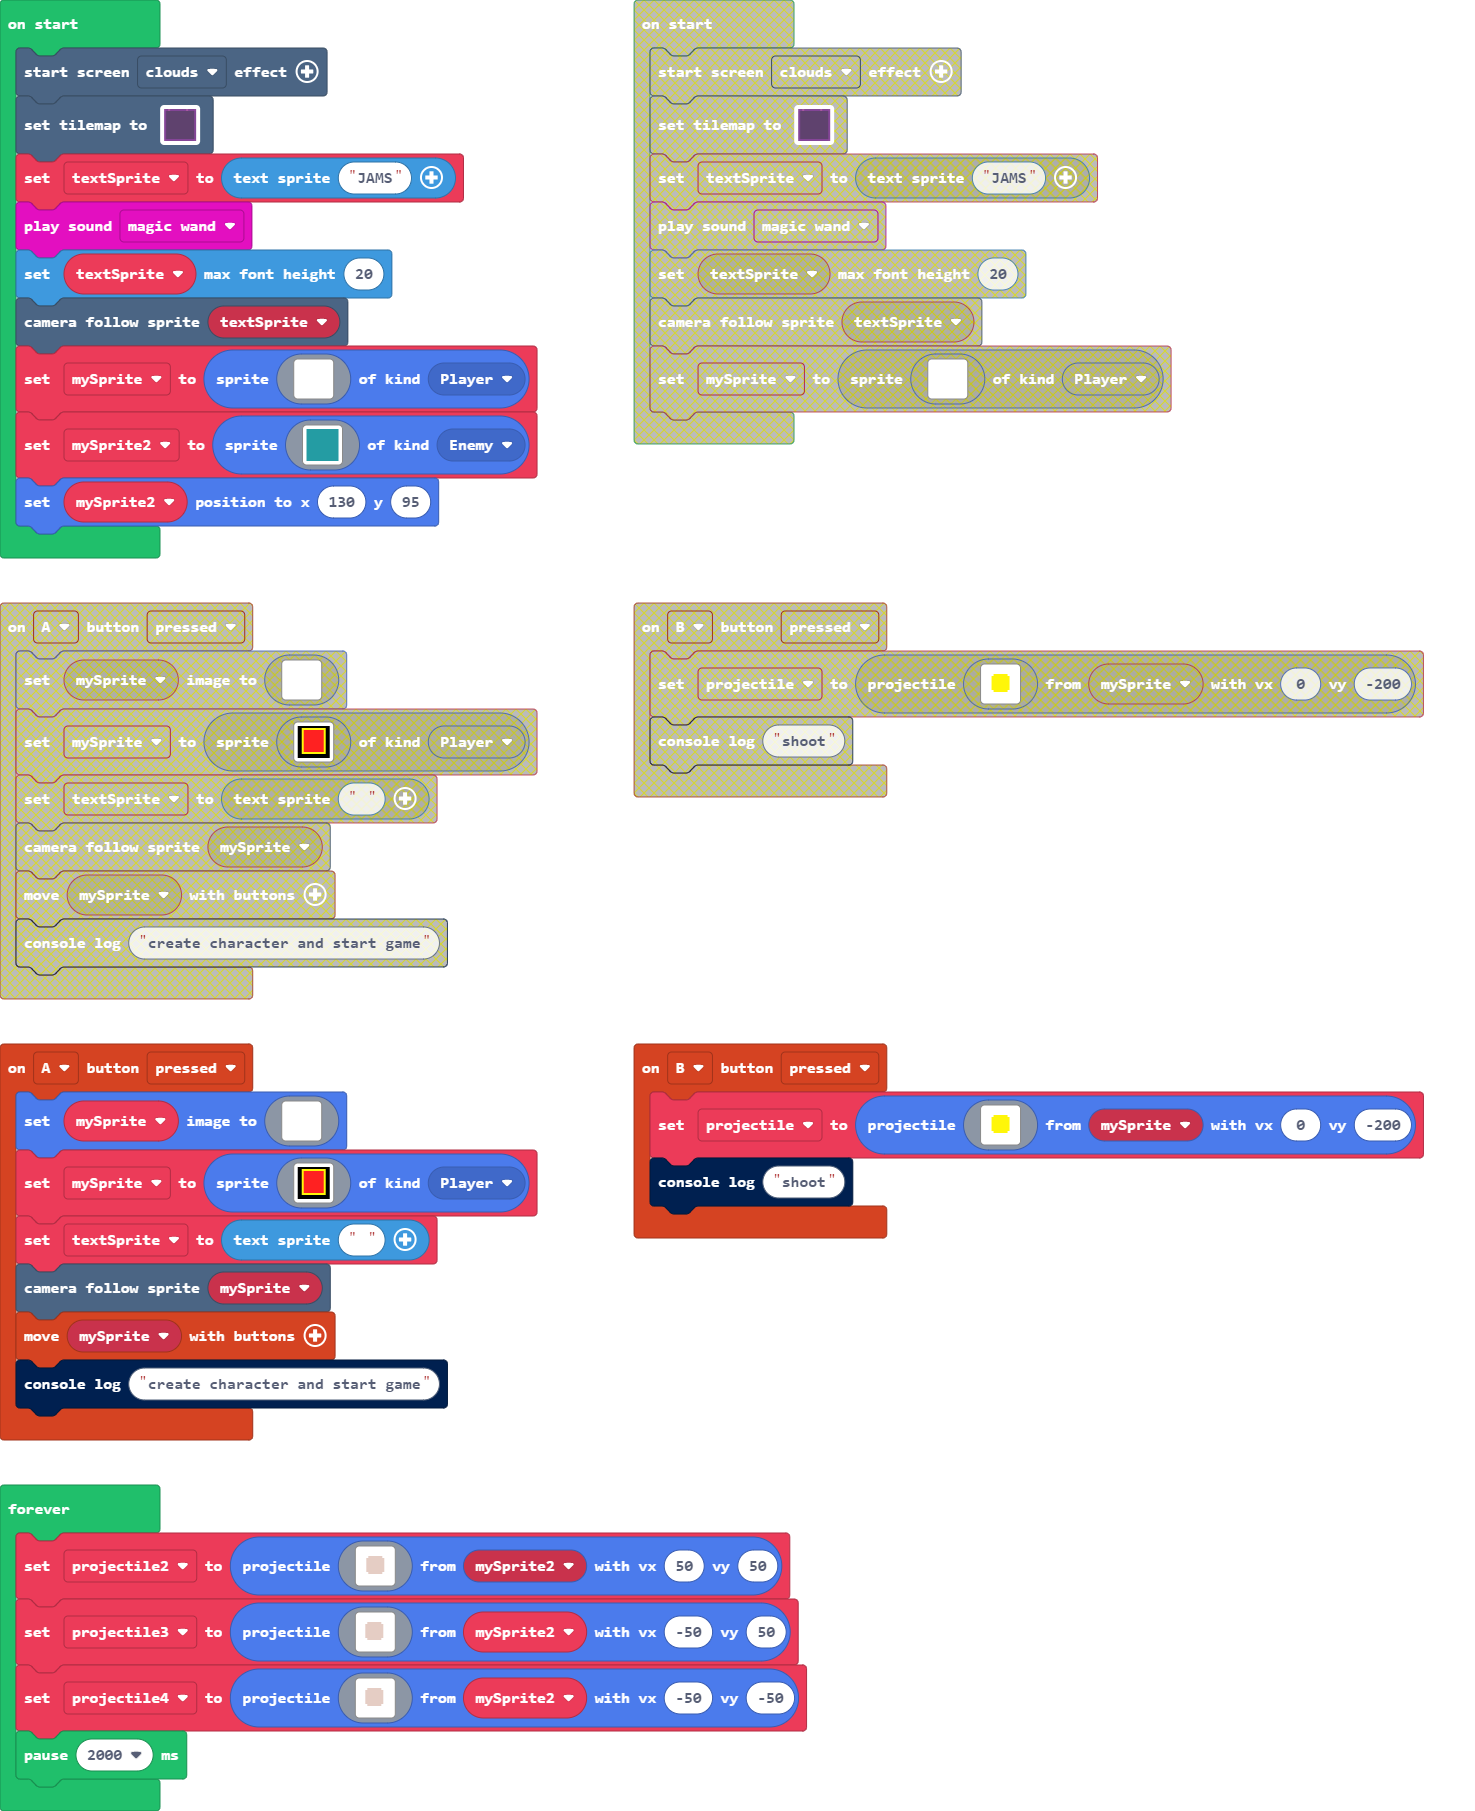 on start
start screen clouds effect
set tilemap to
set textSprite to text sprite "JAMS"
play sound magic wand
set textSprite max font height 20
camera follow sprite textSprite
set mySprite to sprite of kind Player
set mySprite2 to sprite of kind Enemy
set mySprite2 position to x 130 y 95
on start
start screen clouds effect
set tilemap to
set textSprite to text sprite "JAMS"
play sound magic wand
set textSprite max font height 20
camera follow sprite textSprite
set mySprite to sprite of kind Player
on A button pressed
set mySprite image to
set mySprite to sprite of kind Player
set textSprite to text sprite " "
camera follow sprite mySprite
move mySprite with buttons
console log "create character and start game"
on B button pressed
set projectile to projectile from mySprite with vx 0 vy -200
console log "shoot"
on A button pressed
set mySprite image to
set mySprite to sprite of kind Player
set textSprite to text sprite " "
camera follow sprite mySprite
move mySprite with buttons
console log "create character and start game"
on B button pressed
set projectile to projectile from mySprite with vx 0 vy -200
console log "shoot"
forever
set projectile2 to projectile from mySprite2 with vx 50 vy 50
set projectile3 to projectile from mySprite2 with vx -50 vy 50
set projectile4 to projectile from mySprite2 with vx -50 vy -50
pause 2000 ms